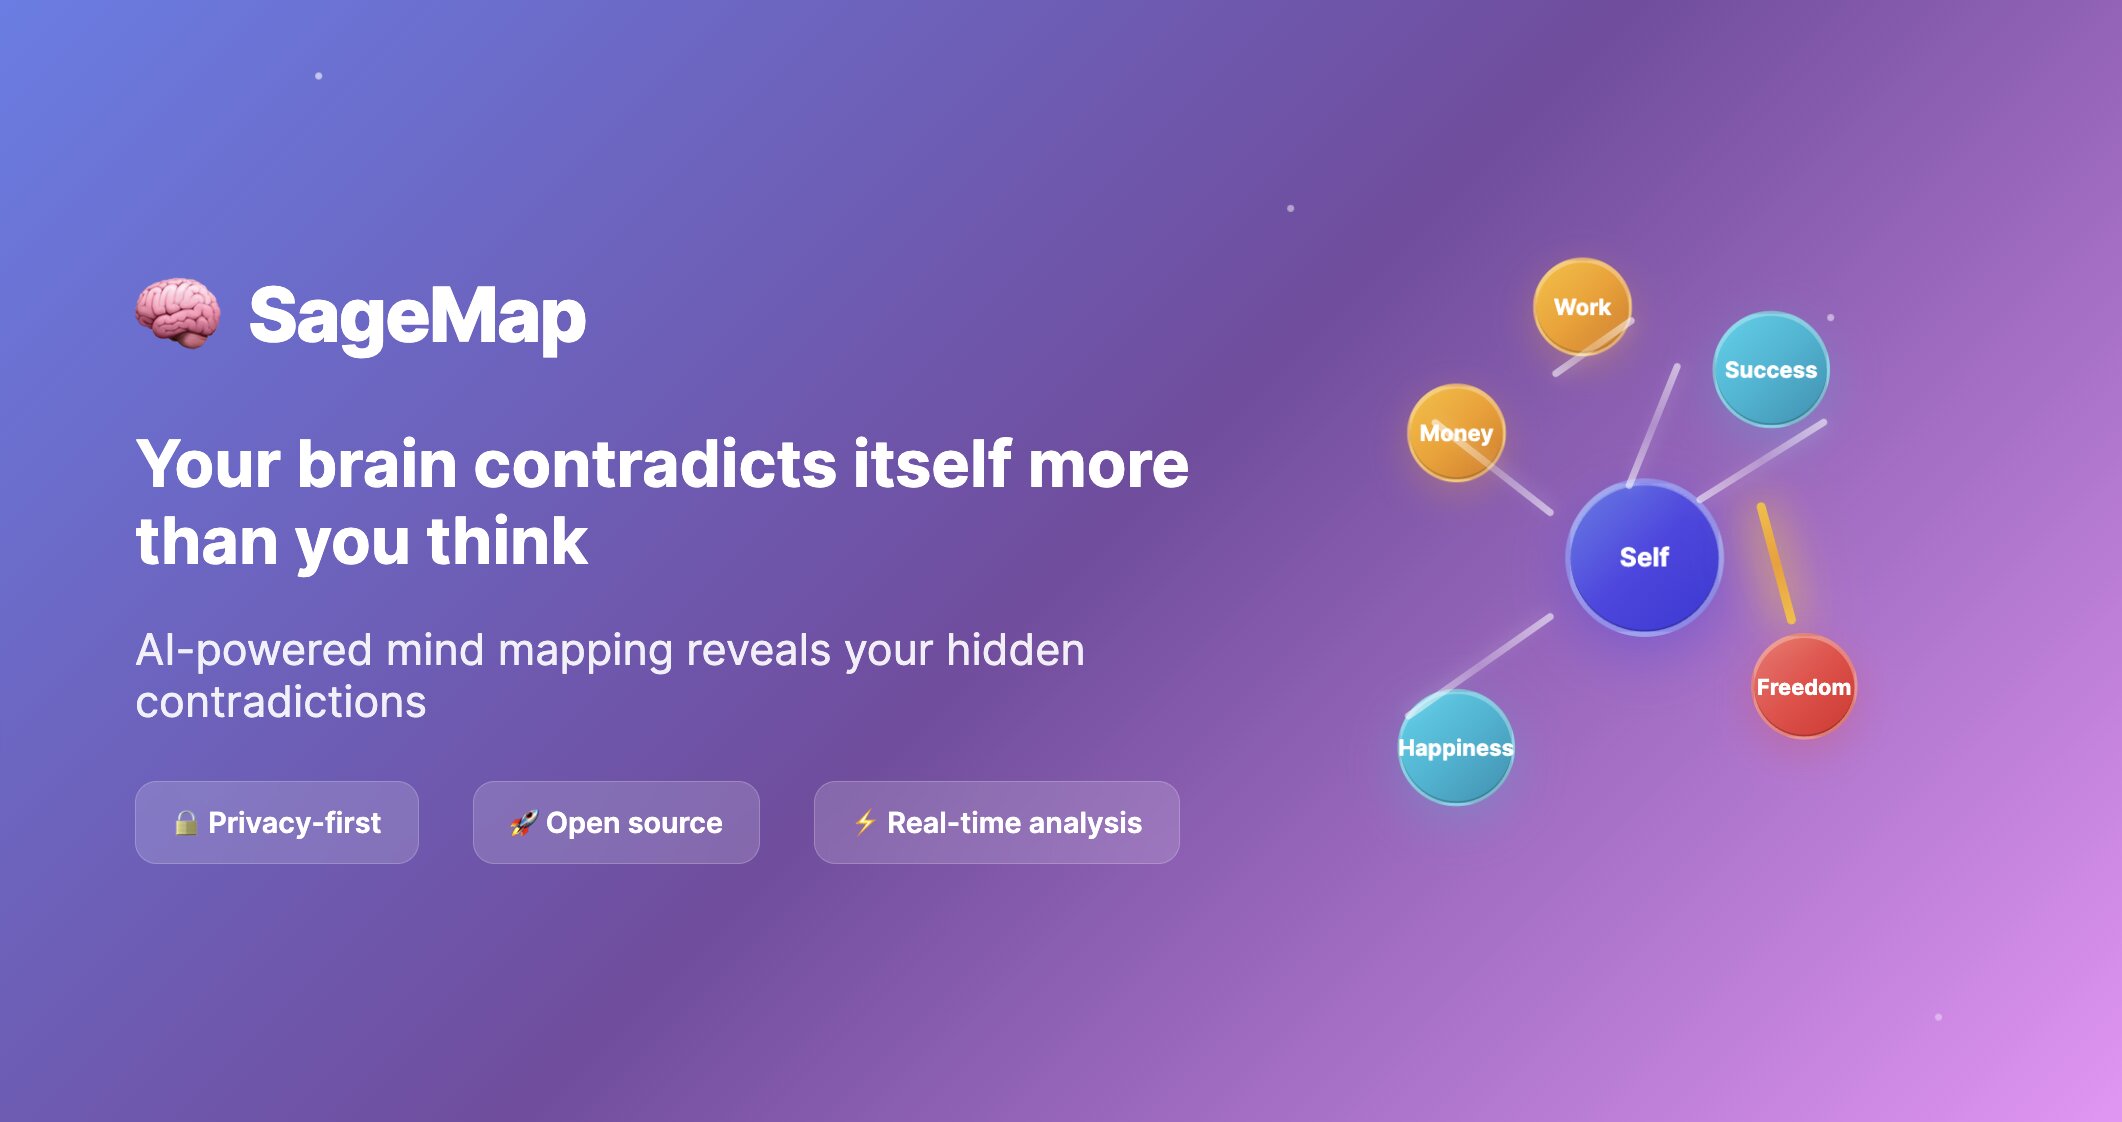 SageMap
Your brain contradicts itself more
than you think
AI-powered mind mapping reveals your hidden
contradictions
🔒 Privacy-first
🚀 Open source
⚡ Real-time analysis
Work
Success
Money
Self
Freedom
Happiness